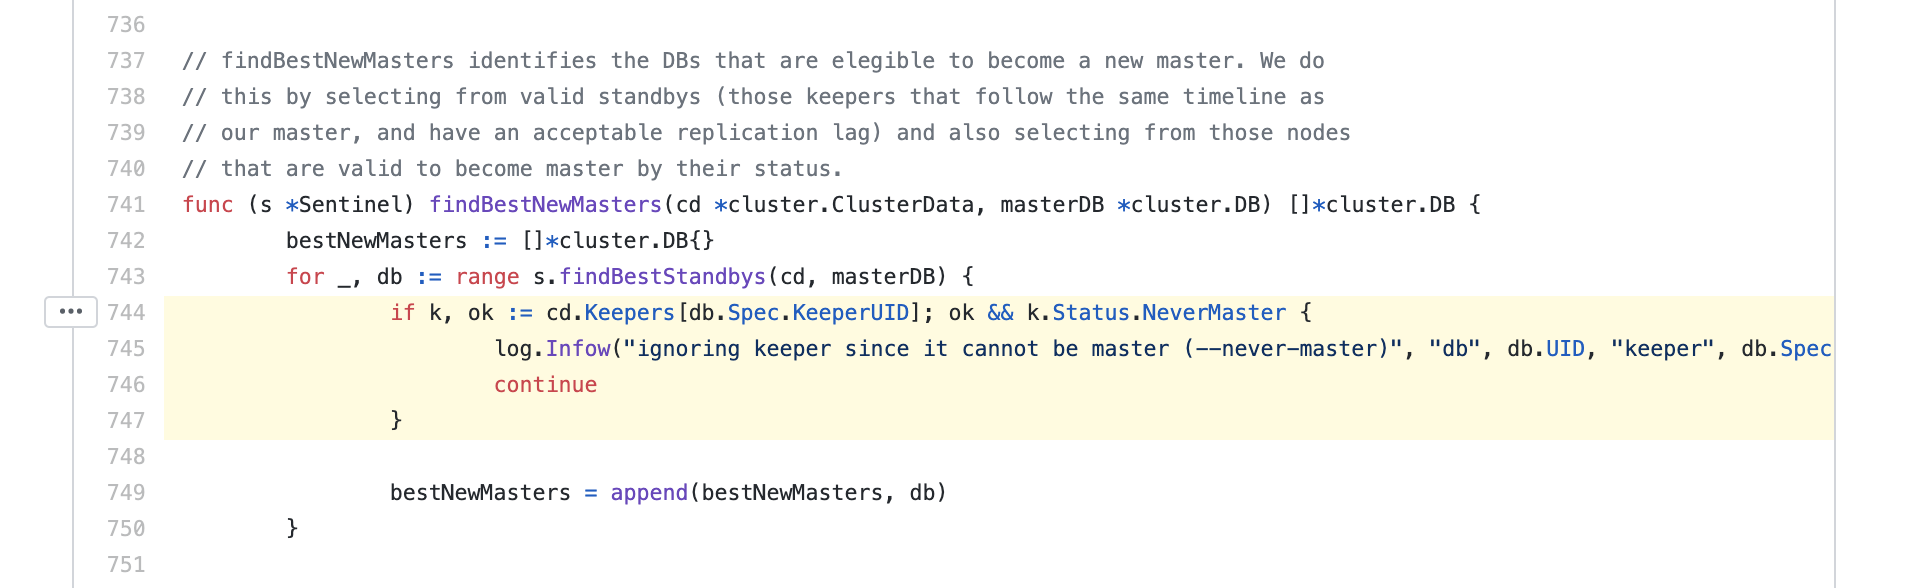 736
737 // findBestNewMasters identifies the DBs that are elegible to become a new master. We do
738 // this by selecting from valid standbys (those keepers that follow the same timeline as
739 // our master, and have an acceptable replication lag) and also selecting from those nodes
740 // that are valid to become master by their status.
741 func (s *Sentinel) findBestNewMasters(cd *cluster.ClusterData, masterDB *cluster.DB) []*cluster.DB {
742 bestNewMasters := []*cluster.DB{}
743 for _, db := range s.findBestStandbys(cd, masterDB) {
744 if k, ok := cd.Keepers[db.Spec.KeeperUID]; ok && k.Status.NeverMaster {
745 log.Infow("ignoring keeper since it cannot be master (--never-master)", "db", db.UID, "keeper", db.Spec
746 continue
747 }
748
749 bestNewMasters = append(bestNewMasters, db)
750 }
751